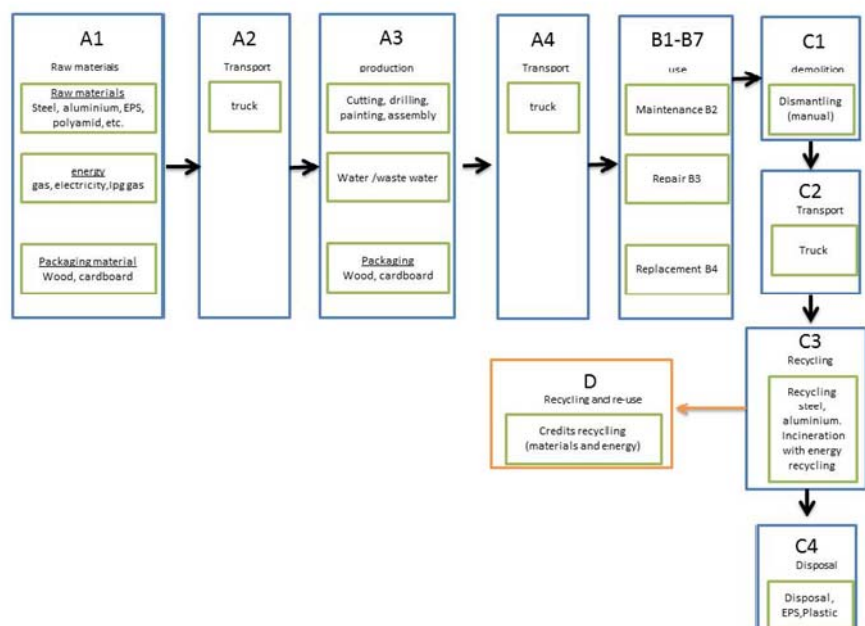 A1
Raw materials
Raw materials
Steel, aluminium, EPS,
polyamid, etc.
energy
gas, electricity,lpg gas
Packaging material
Wood, cardboard
A2
Transport
truck
A3
production
Cutting, drilling,
painting, assembly
Water /waste water
Packaging
Wood, cardboard
A4
Transport
truck
B1-B7
use
Maintenance B2
Repair B3
Replacement B4
C1
demolition
Dismantling
(manual)
C2
Transport
Truck
C3
Recycling
Recycling
steel,
aluminium.
Incineration
with energy
recycling
D
Recycling and re-use
Credits recycling
(materials and energy)
C4
Disposal
Disposal,
EPS,Plastic